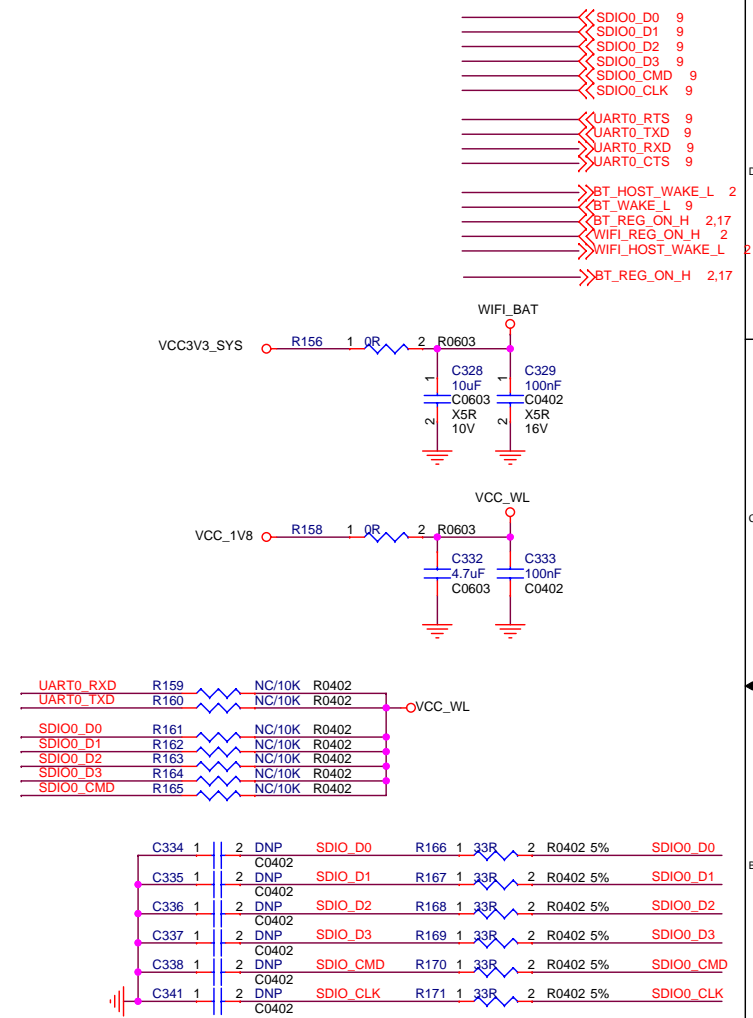 SDIO0_D0 9
SDIO0_D1 9
SDIO0_D2 9
SDIO0_D3 9
SDIO0_CMD 9
SDIO0_CLK 9
UART0_RTS 9
UART0_TXD 9
UART0_RXD 9
UART0_CTS 9
D
BT_HOST_WAKE_L 2
BT_WAKE_L 9
BT_REG_ON_H 2,17
WIFI_REG_ON_H 2
WIFI_HOST_WAKE_L 2
BT_REG_ON_H 2,17
WIFI_BAT
VCC3V3_SYS R156 1 0R 2 R0603
1 C328 1 C329
10uF 100nF
C0603 C0402
2 X5R 2 X5R
10V 16V
VCC_WL
C
VCC_1V8 R158 1 0R 2 R0603
C332 C333
4.7uF 100nF
C0603 C0402
UART0_RXD R159 NC/10K R0402
UART0_TXD R160 NC/10K R0402
VCC_WL
SDIO0_D0 R161 NC/10K R0402
SDIO0_D1 R162 NC/10K R0402
SDIO0_D2 R163 NC/10K R0402
SDIO0_D3 R164 NC/10K R0402
SDIO0_CMD R165 NC/10K R0402
C334 1 2 DNP SDIO_D0 R166 1 33R 2 R0402 5% SDIO0_D0
C0402
B
C335 1 2 DNP SDIO_D1 R167 1 33R 2 R0402 5% SDIO0_D1
C0402
C336 1 2 DNP SDIO_D2 R168 1 33R 2 R0402 5% SDIO0_D2
C0402
C337 1 2 DNP SDIO_D3 R169 1 33R 2 R0402 5% SDIO0_D3
C0402
C338 1 2 DNP SDIO_CMD R170 1 33R 2 R0402 5% SDIO0_CMD
C0402
C341 1 2 DNP SDIO_CLK R171 1 33R 2 R0402 5% SDIO0_CLK
C0402